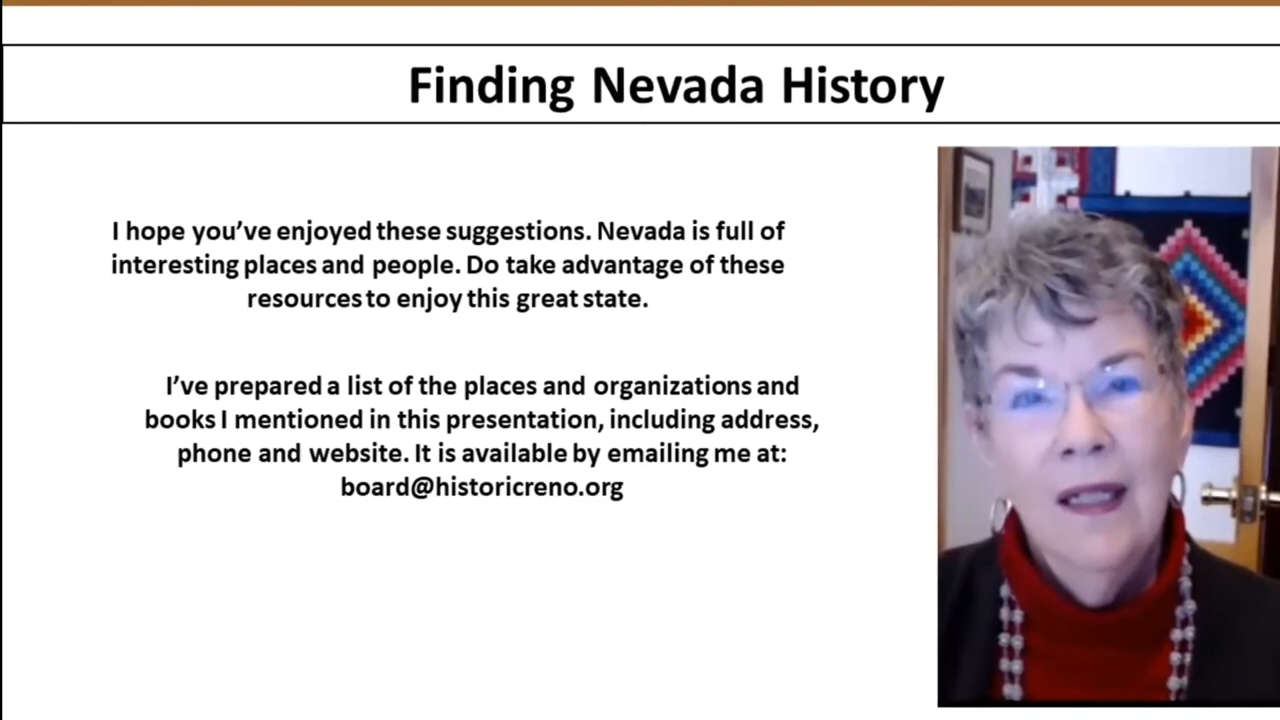 Finding Nevada History
I hope you’ve enjoyed these suggestions. Nevada is full of
interesting places and people. Do take advantage of these
resources to enjoy this great state.
I’ve prepared a list of the places and organizations and
books I mentioned in this presentation, including address,
phone and website. It is available by emailing me at:
board@historicreno.org